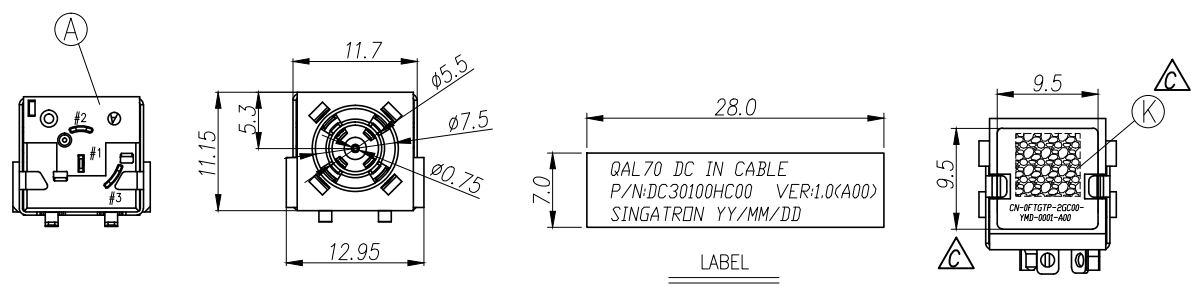 A
#2
A
#1
#3
11.7
ø5.5
ø7.5
ø0.75
5.3
11.15
12.95
28.0
7.0
QAL70 DC IN CABLE
P/N:DC30100HC00 VER:1.0(A00)
SINGATRON YY/MM/DD
LABEL
9.5
C
K
9.5
CN-0FTGTP-2GC00-
YMD-0001-A00
C